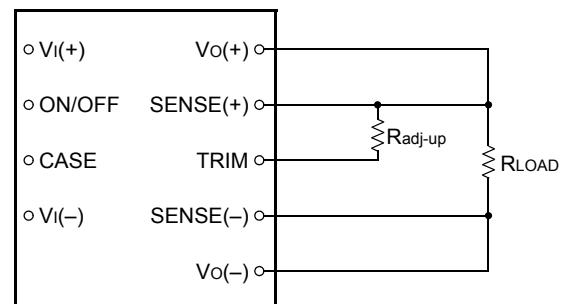 VI(+) VO(+)
ON/OFF SENSE(+)
Radj-up
CASE TRIM
RLOAD
VI(–) SENSE(–)
VO(–)